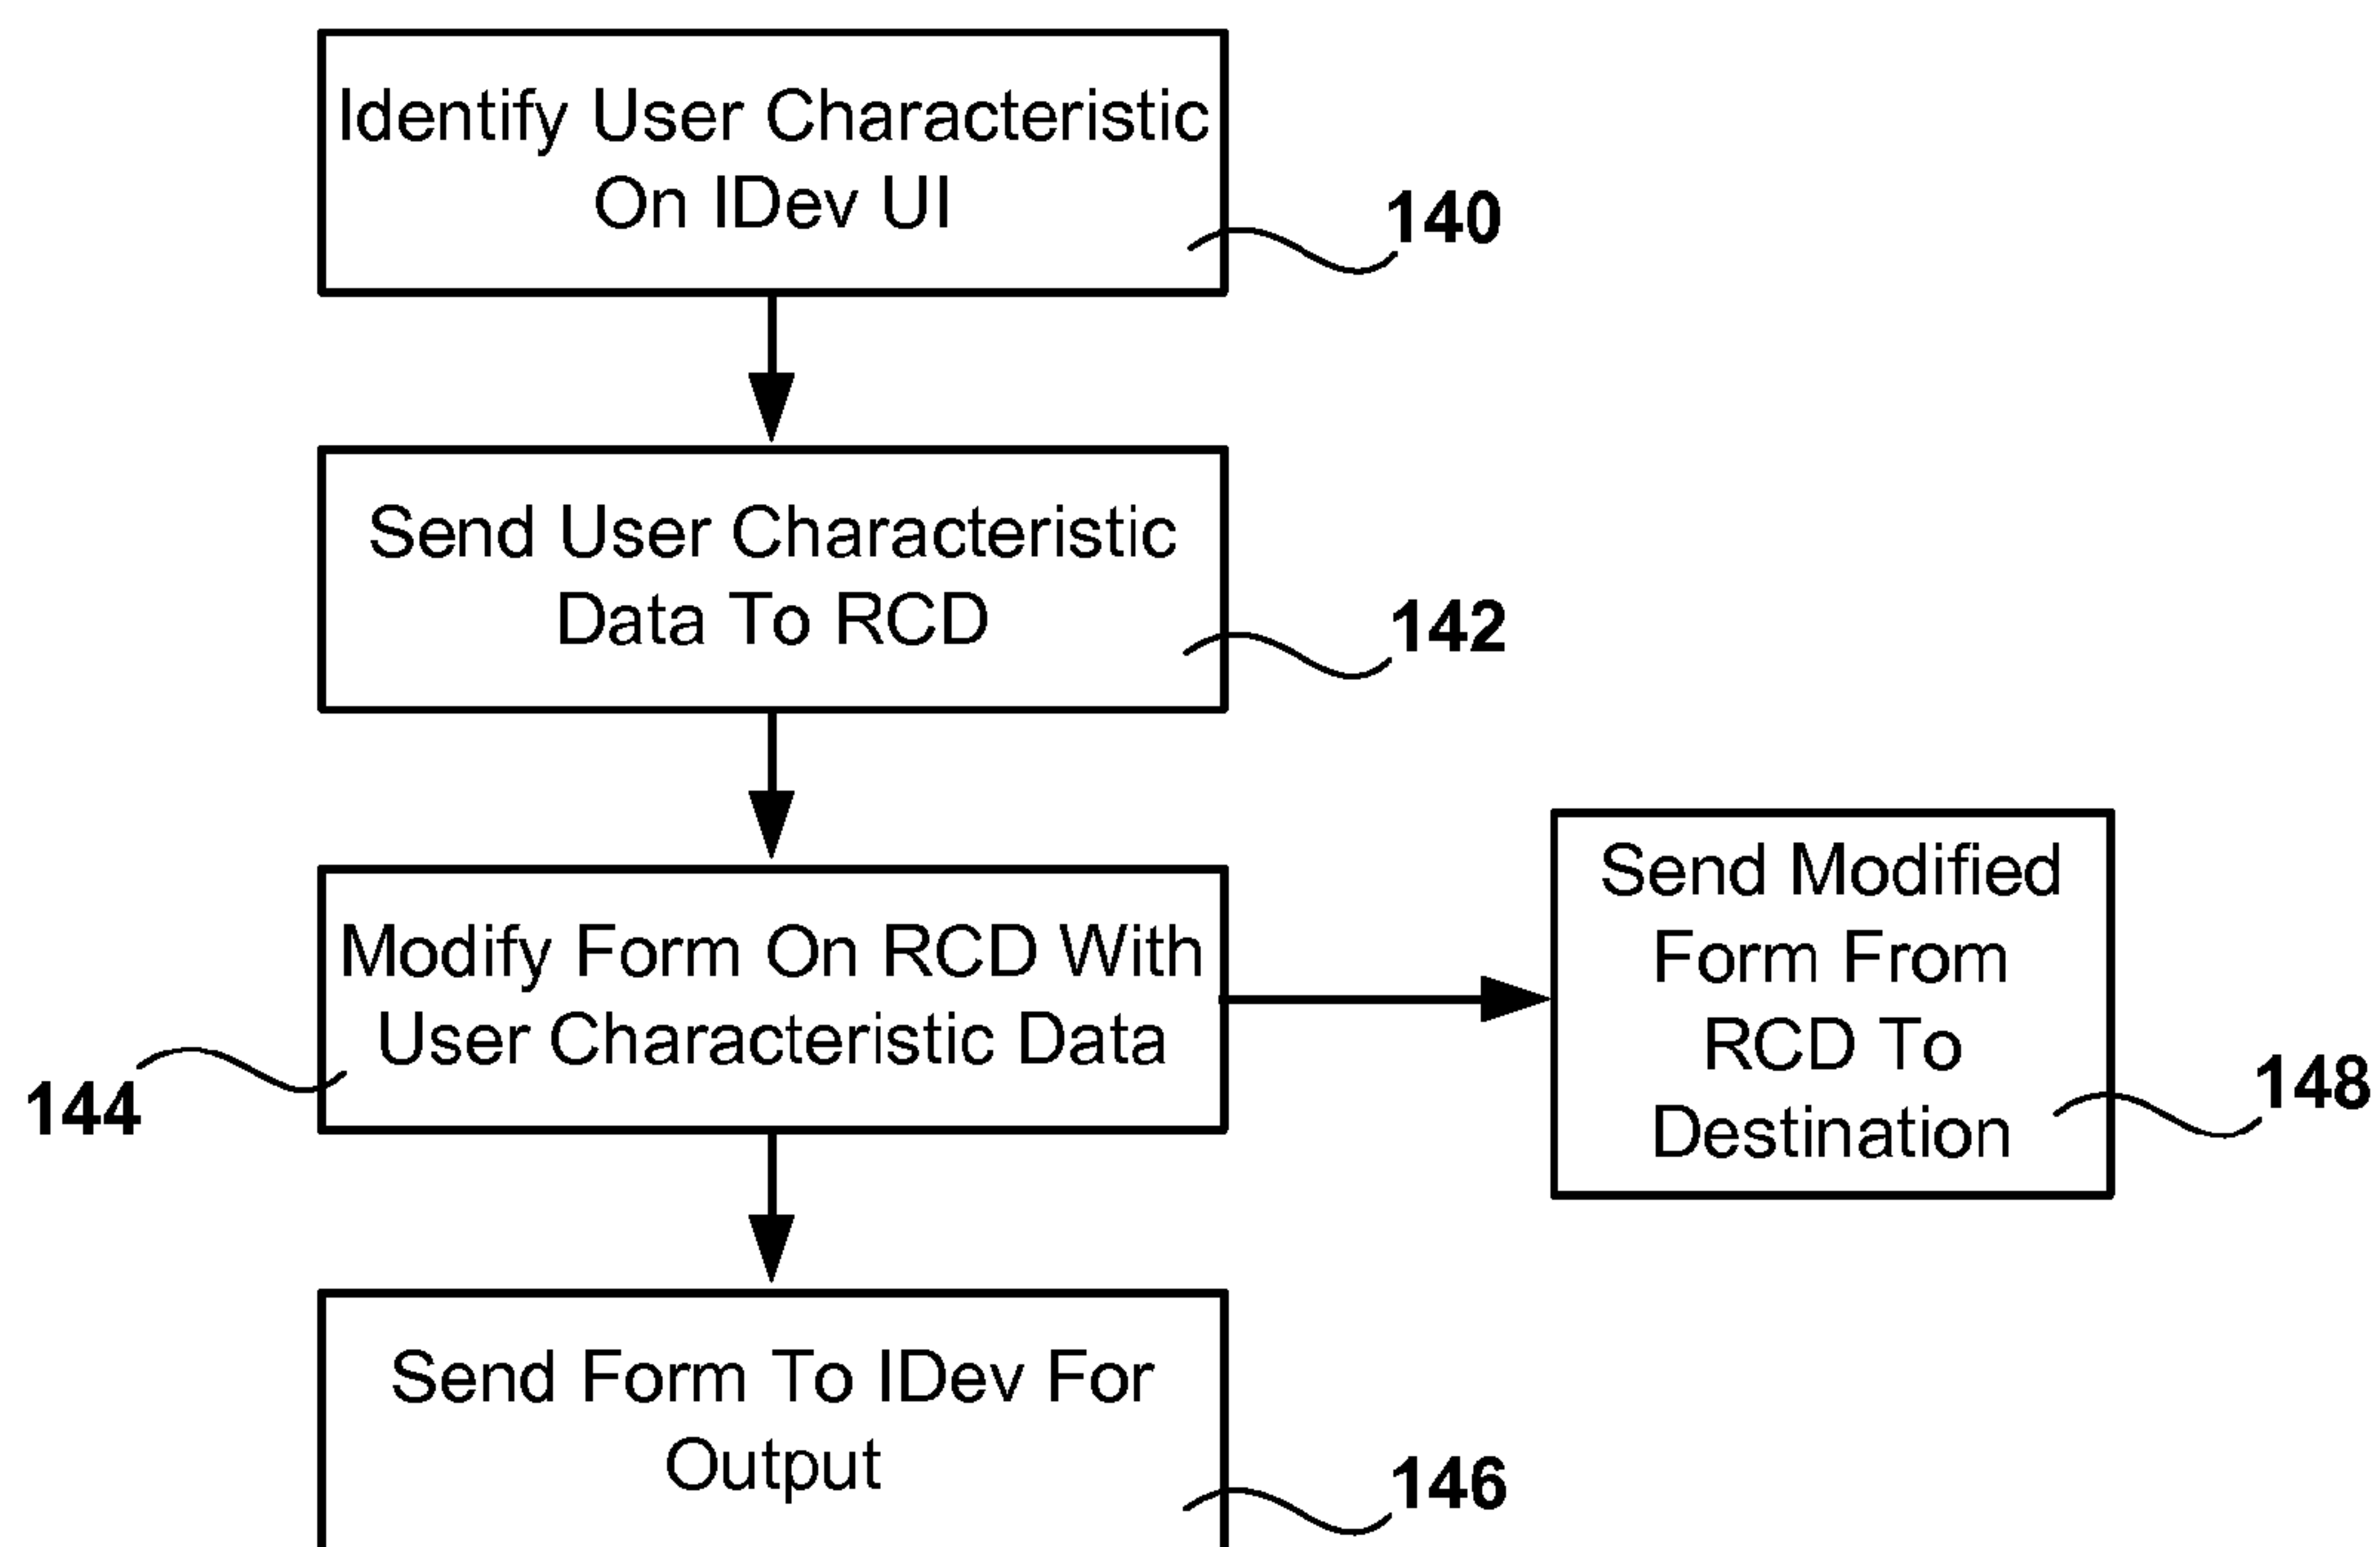 Identify User Characteristic
On IDev UI
140
Send User Characteristic
Data To RCD
142
Modify Form On RCD With
User Characteristic Data
144
Send Modified
Form From
RCD To
Destination
148
Send Form To IDev For
Output
146